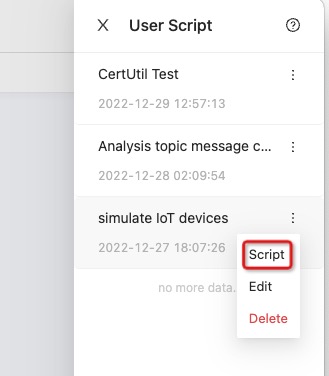 User Script
CertUtil Test
2022-12-29 12:57:13
Analysis topic message c...
2022-12-28 02:09:54
simulate IoT devices
2022-12-27 18:07:26
Script
Edit
no more data.
Delete